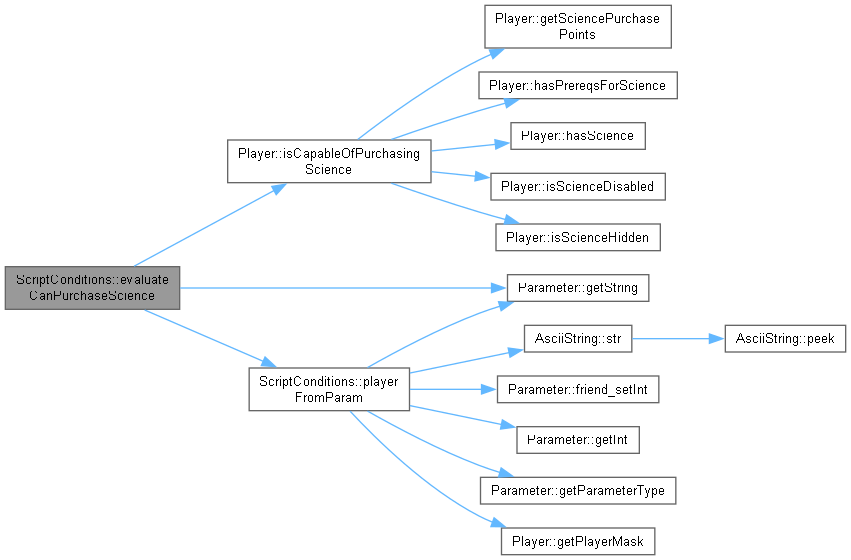 Player::getSciencePurchase
Points
Player::hasPrereqsForScience
Player::hasScience
Player::isCapableOfPurchasing
Science
Player::isScienceDisabled
Player::isScienceHidden
ScriptConditions::evaluate
CanPurchaseScience
Parameter::getString
AsciiString::str
AsciiString::peek
ScriptConditions::player
FromParam
Parameter::friend_setInt
Parameter::getInt
Parameter::getParameterType
Player::getPlayerMask